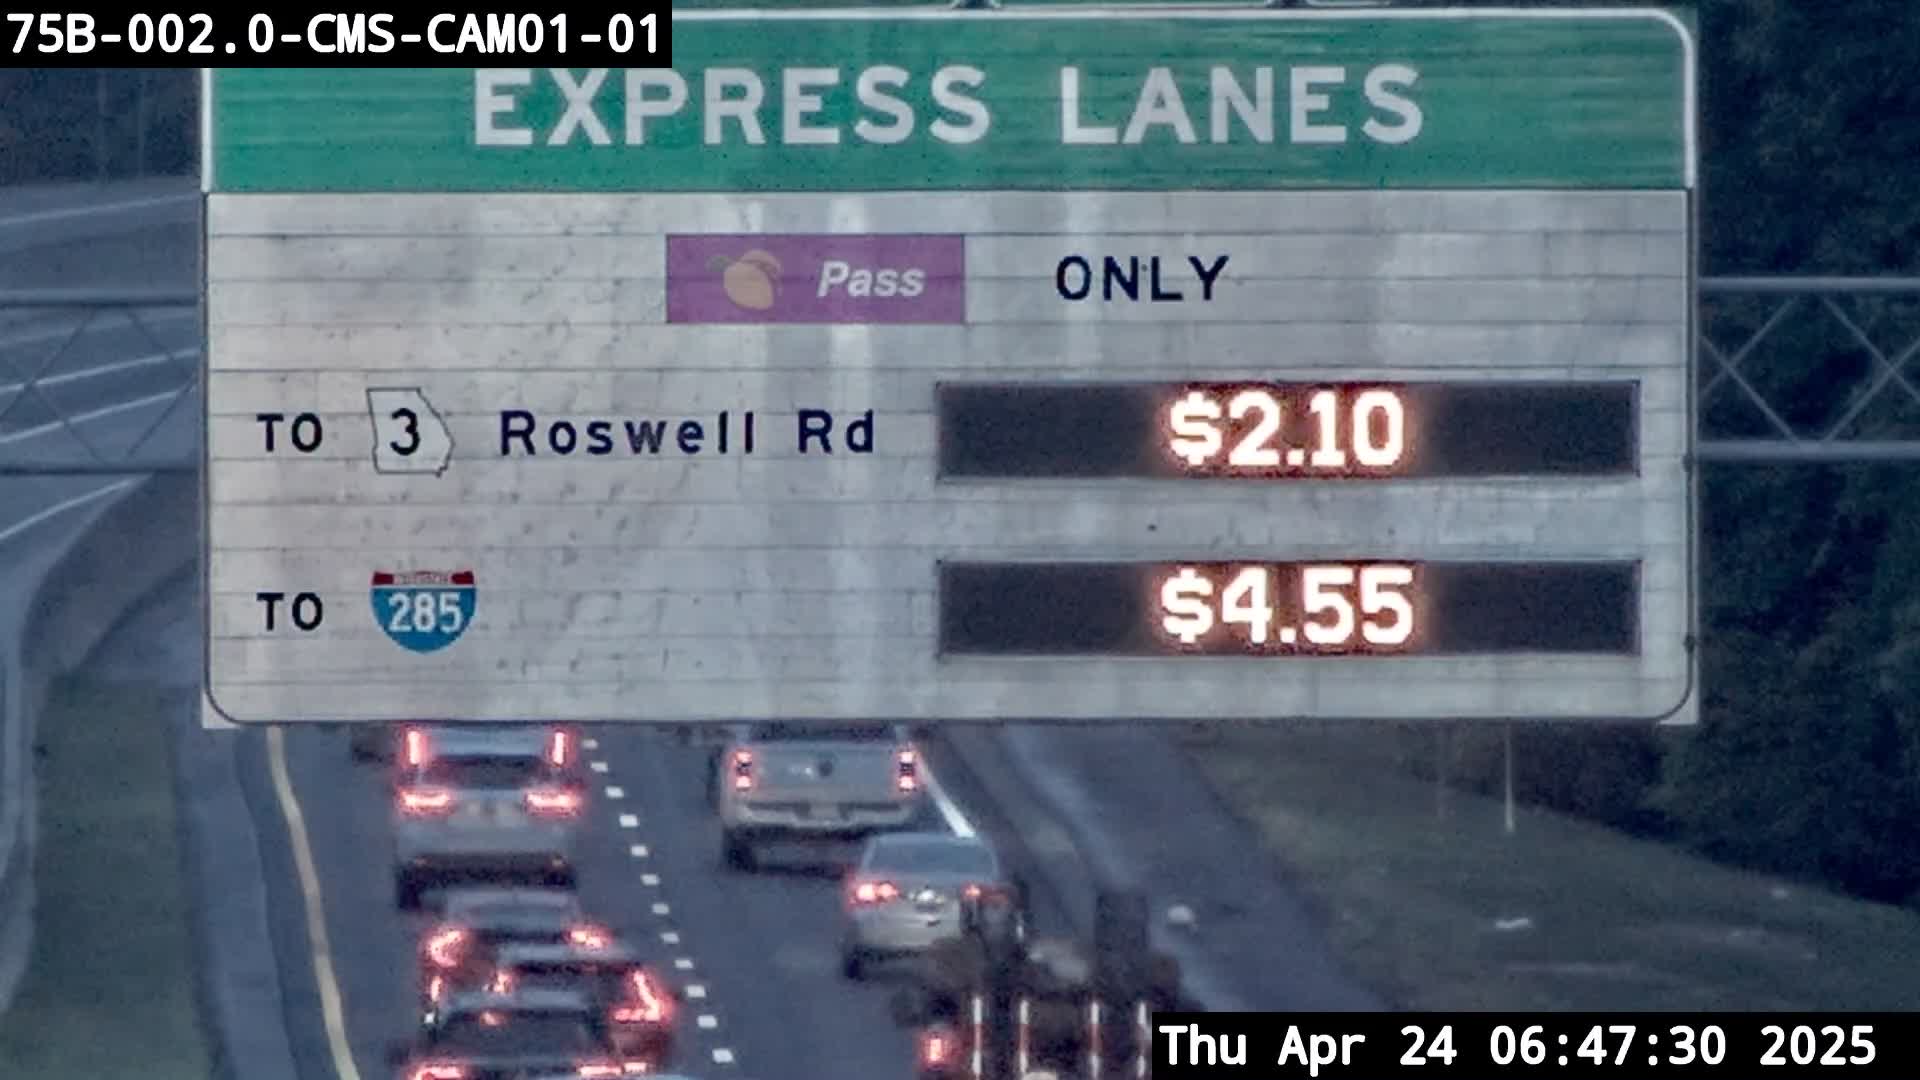 75B-002.0-CMS-CAM01-01
EXPRESS LANES
Pass ONLY
TO 3 Roswell Rd $2.10
TO 285 $4.55
Thu Apr 24 06:47:30 2025